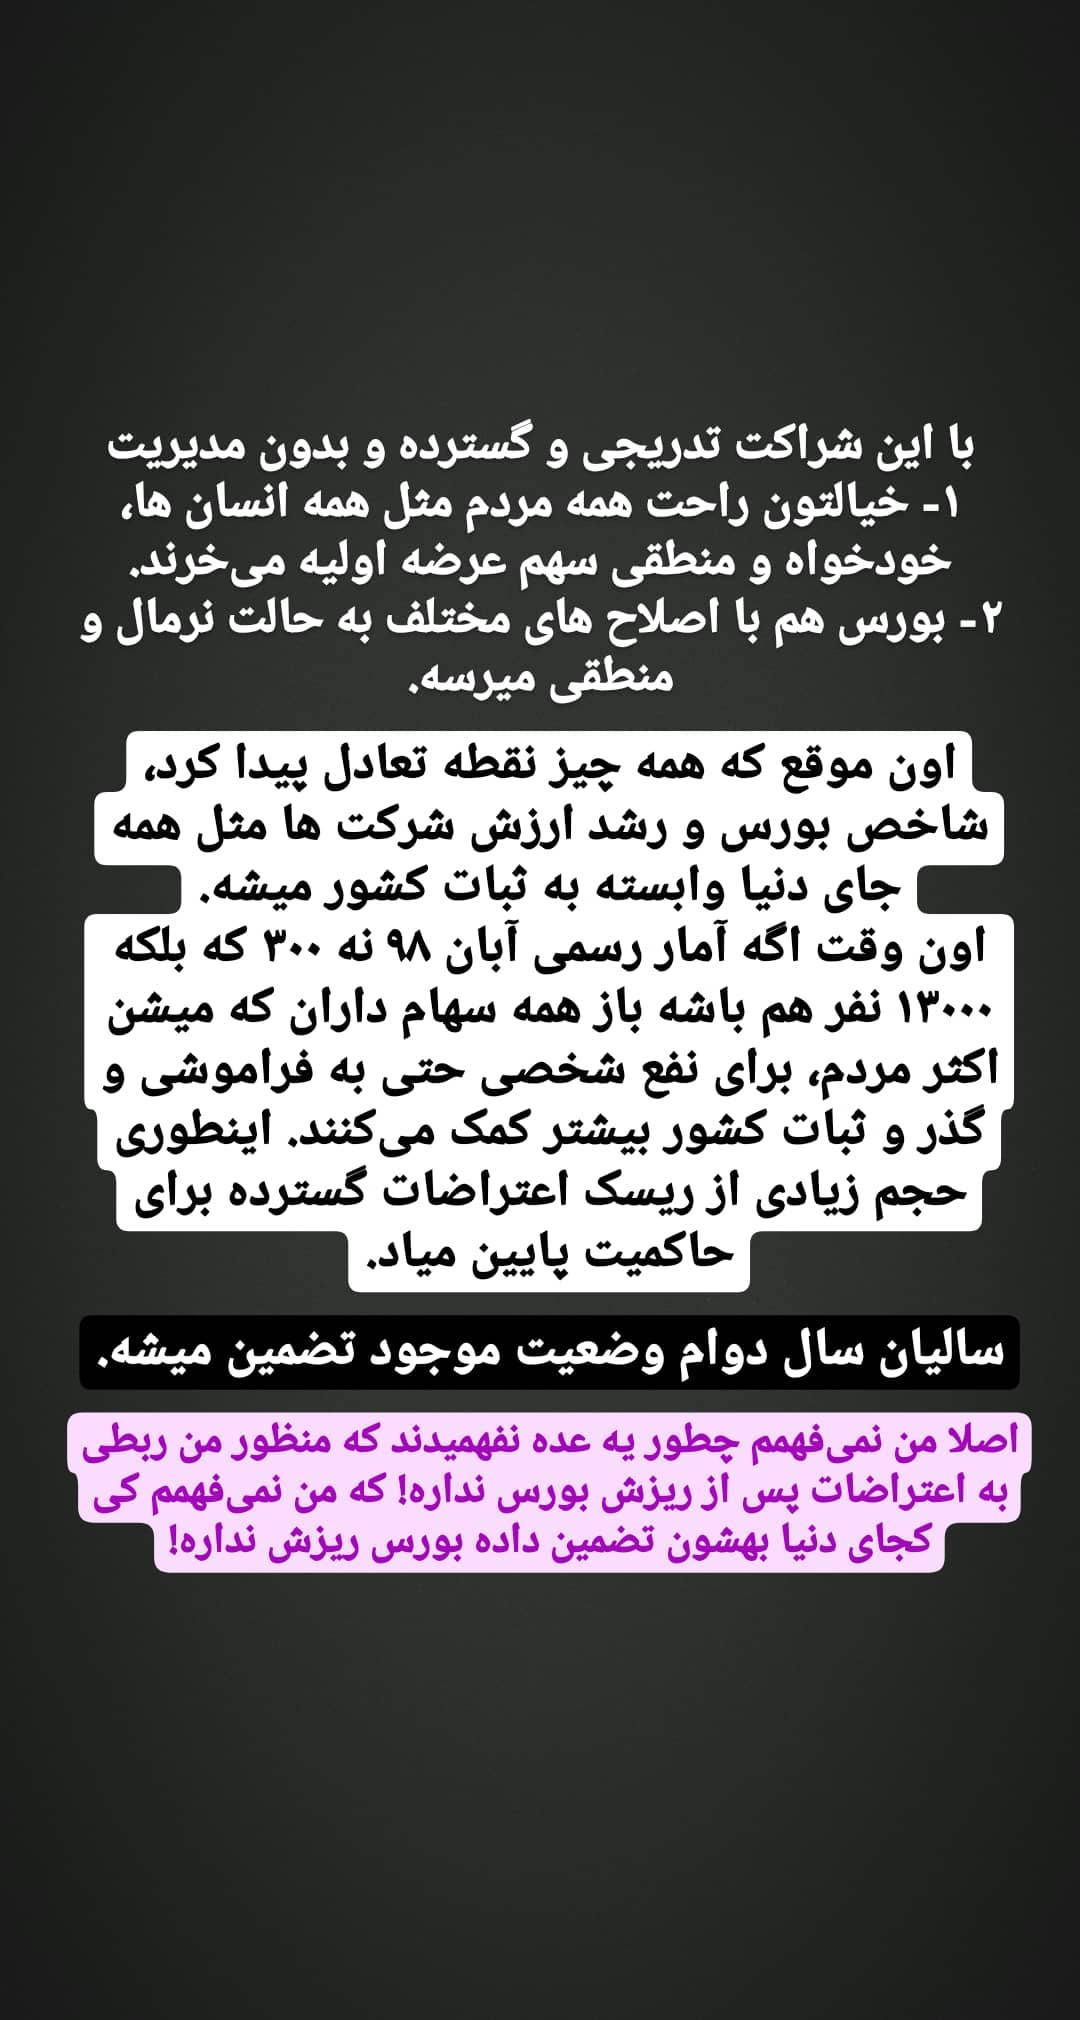 با این شراکت تدریجی و گسترده و بدون مدیریت
۱- خیالتون راحت همه مردم مثل همه انسان ها،
خودخواه و منطقی سهم عرضه اولیه می‌خرند.
۲- بورس هم با اصلاح های مختلف به حالت نرمال و
منطقی میرسه.
اون موقع که همه چیز نقطه تعادل پیدا کرد،
شاخص بورس و رشد ارزش شرکت ها مثل همه
جای دنیا وابسته به ثبات کشور میشه.
اون وقت اگه آمار رسمی آبان ۹۸ نه ۳۰۰ که بلکه
۱۳۰۰۰ نفر هم باشه باز همه سهام داران که میشن
اکثر مردم، برای نفع شخصی حتی به فراموشی و
گذر و ثبات کشور بیشتر کمک می‌کنند. اینطوری
حجم زیادی از ریسک اعتراضات گسترده برای
حاکمیت پایین میاد.
سالیان سال دوام وضعیت موجود تضمین میشه.
اصلا من نمی‌فهمم چطور یه عده نفهمیدند که منظور من ربطی
به اعتراضات پس از ریزش بورس نداره! که من نمی‌فهمم کی
کجای دنیا بهشون تضمین داده بورس ریزش نداره!